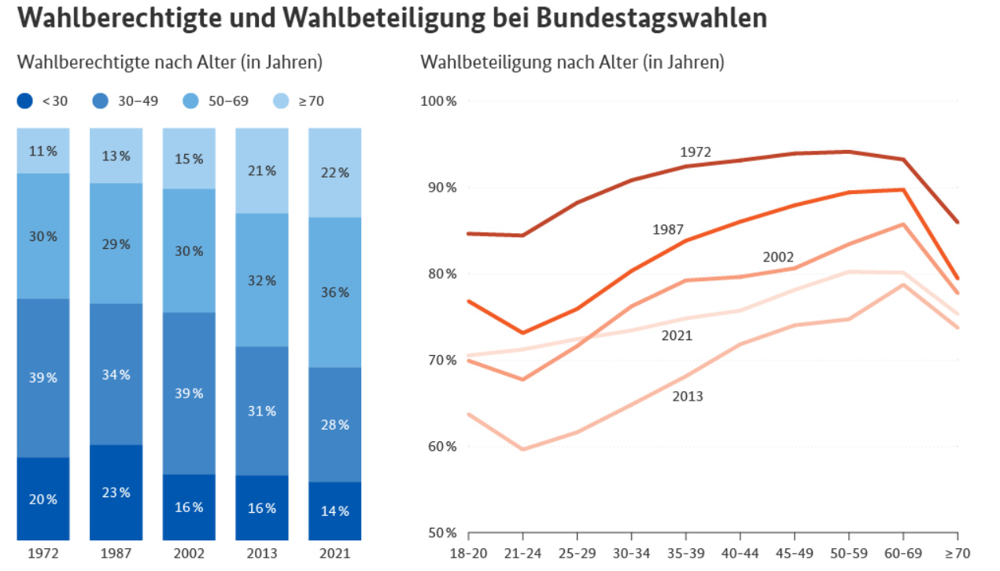 Wahlberechtigte und Wahlbeteiligung bei Bundestagswahlen
Wahlberechtigte nach Alter (in Jahren)
< 30 30–49 50–69 ≥ 70
11 % 13 % 15 % 21 % 22 %
30 % 29 % 30 % 32 % 36 %
39 % 34 % 39 % 31 % 28 %
20 % 23 % 16 % 16 % 14 %
1972 1987 2002 2013 2021
Wahlbeteiligung nach Alter (in Jahren)
100 %
90 %
80 %
70 %
60 %
50 %
1972
1987
2002
2021
2013
18-20 21-24 25-29 30-34 35-39 40-44 45-49 50-59 60-69 ≥ 70